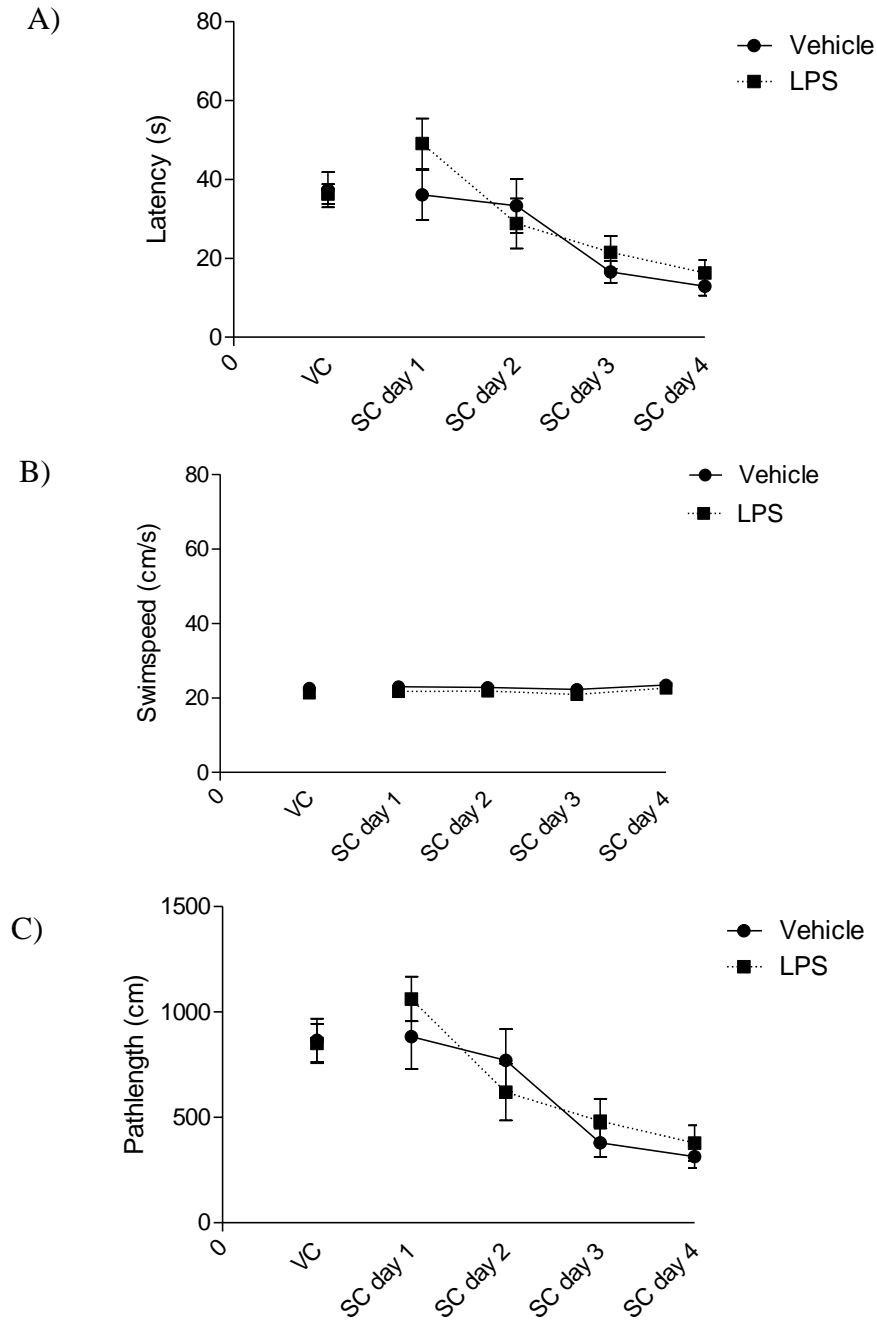 A)
80
60
40
20
0
Latency (s)
0
VC
SC day 1
SC day 2
SC day 3
SC day 4
Vehicle
LPS
B)
80
60
40
20
0
Swimspeed (cm/s)
0
VC
SC day 1
SC day 2
SC day 3
SC day 4
Vehicle
LPS
C)
1500
1000
500
0
Pathlength (cm)
0
VC
SC day 1
SC day 2
SC day 3
SC day 4
Vehicle
LPS